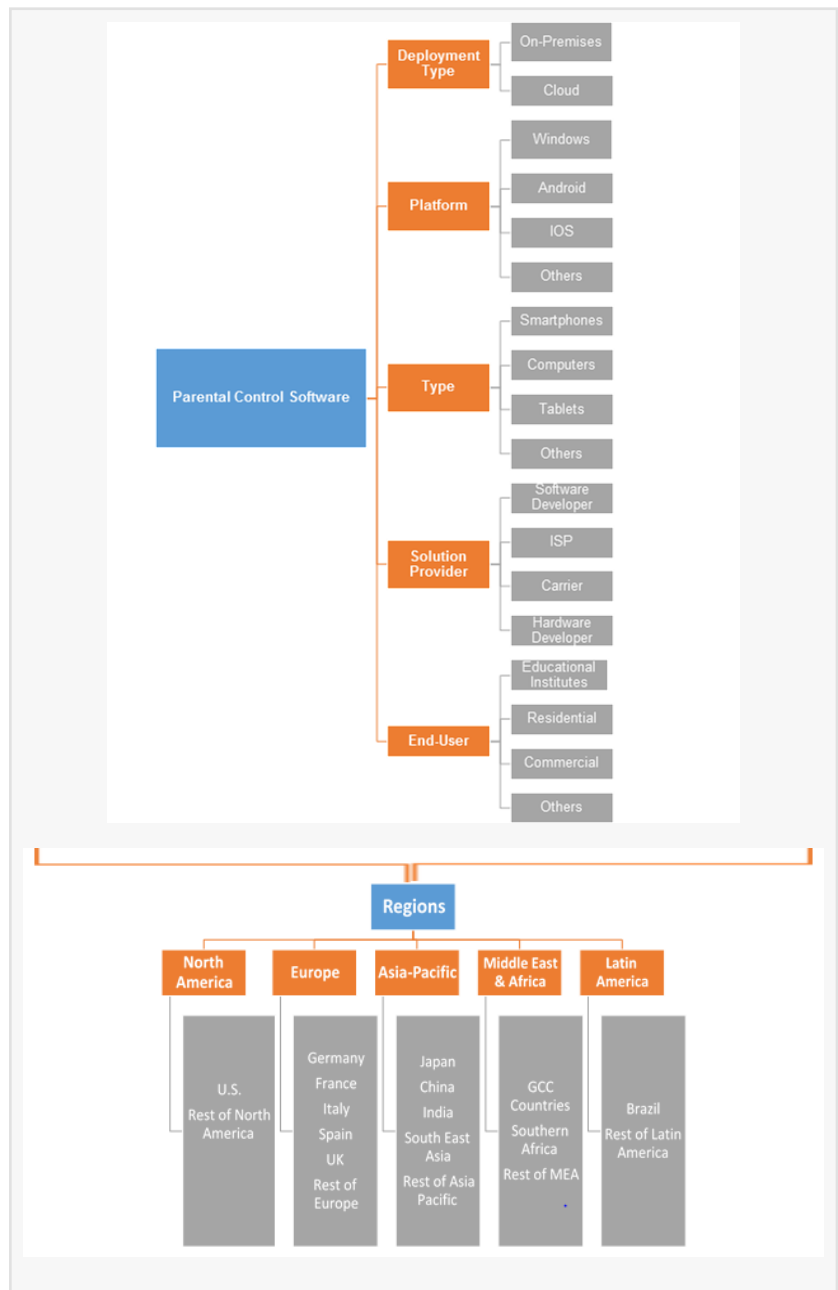 Deployment
Type
On-Premises
Cloud
Platform
Windows
Android
IOS
Others
Parental Control Software
Type
Smartphones
Computers
Tablets
Others
Solution
Provider
Software
Developer
ISP
Carrier
Hardware
Developer
End-User
Educational
Institutes
Residential
Commercial
Others
Regions
North
America
U.S.
Rest of North
America
Europe
Germany
France
Italy
Spain
UK
Rest of
Europe
Asia-Pacific
Japan
China
India
South East
Asia
Rest of Asia
Pacific
Middle East
& Africa
GCC
Countries
Southern
Africa
Rest of MEA
Latin
America
Brazil
Rest of Latin
America